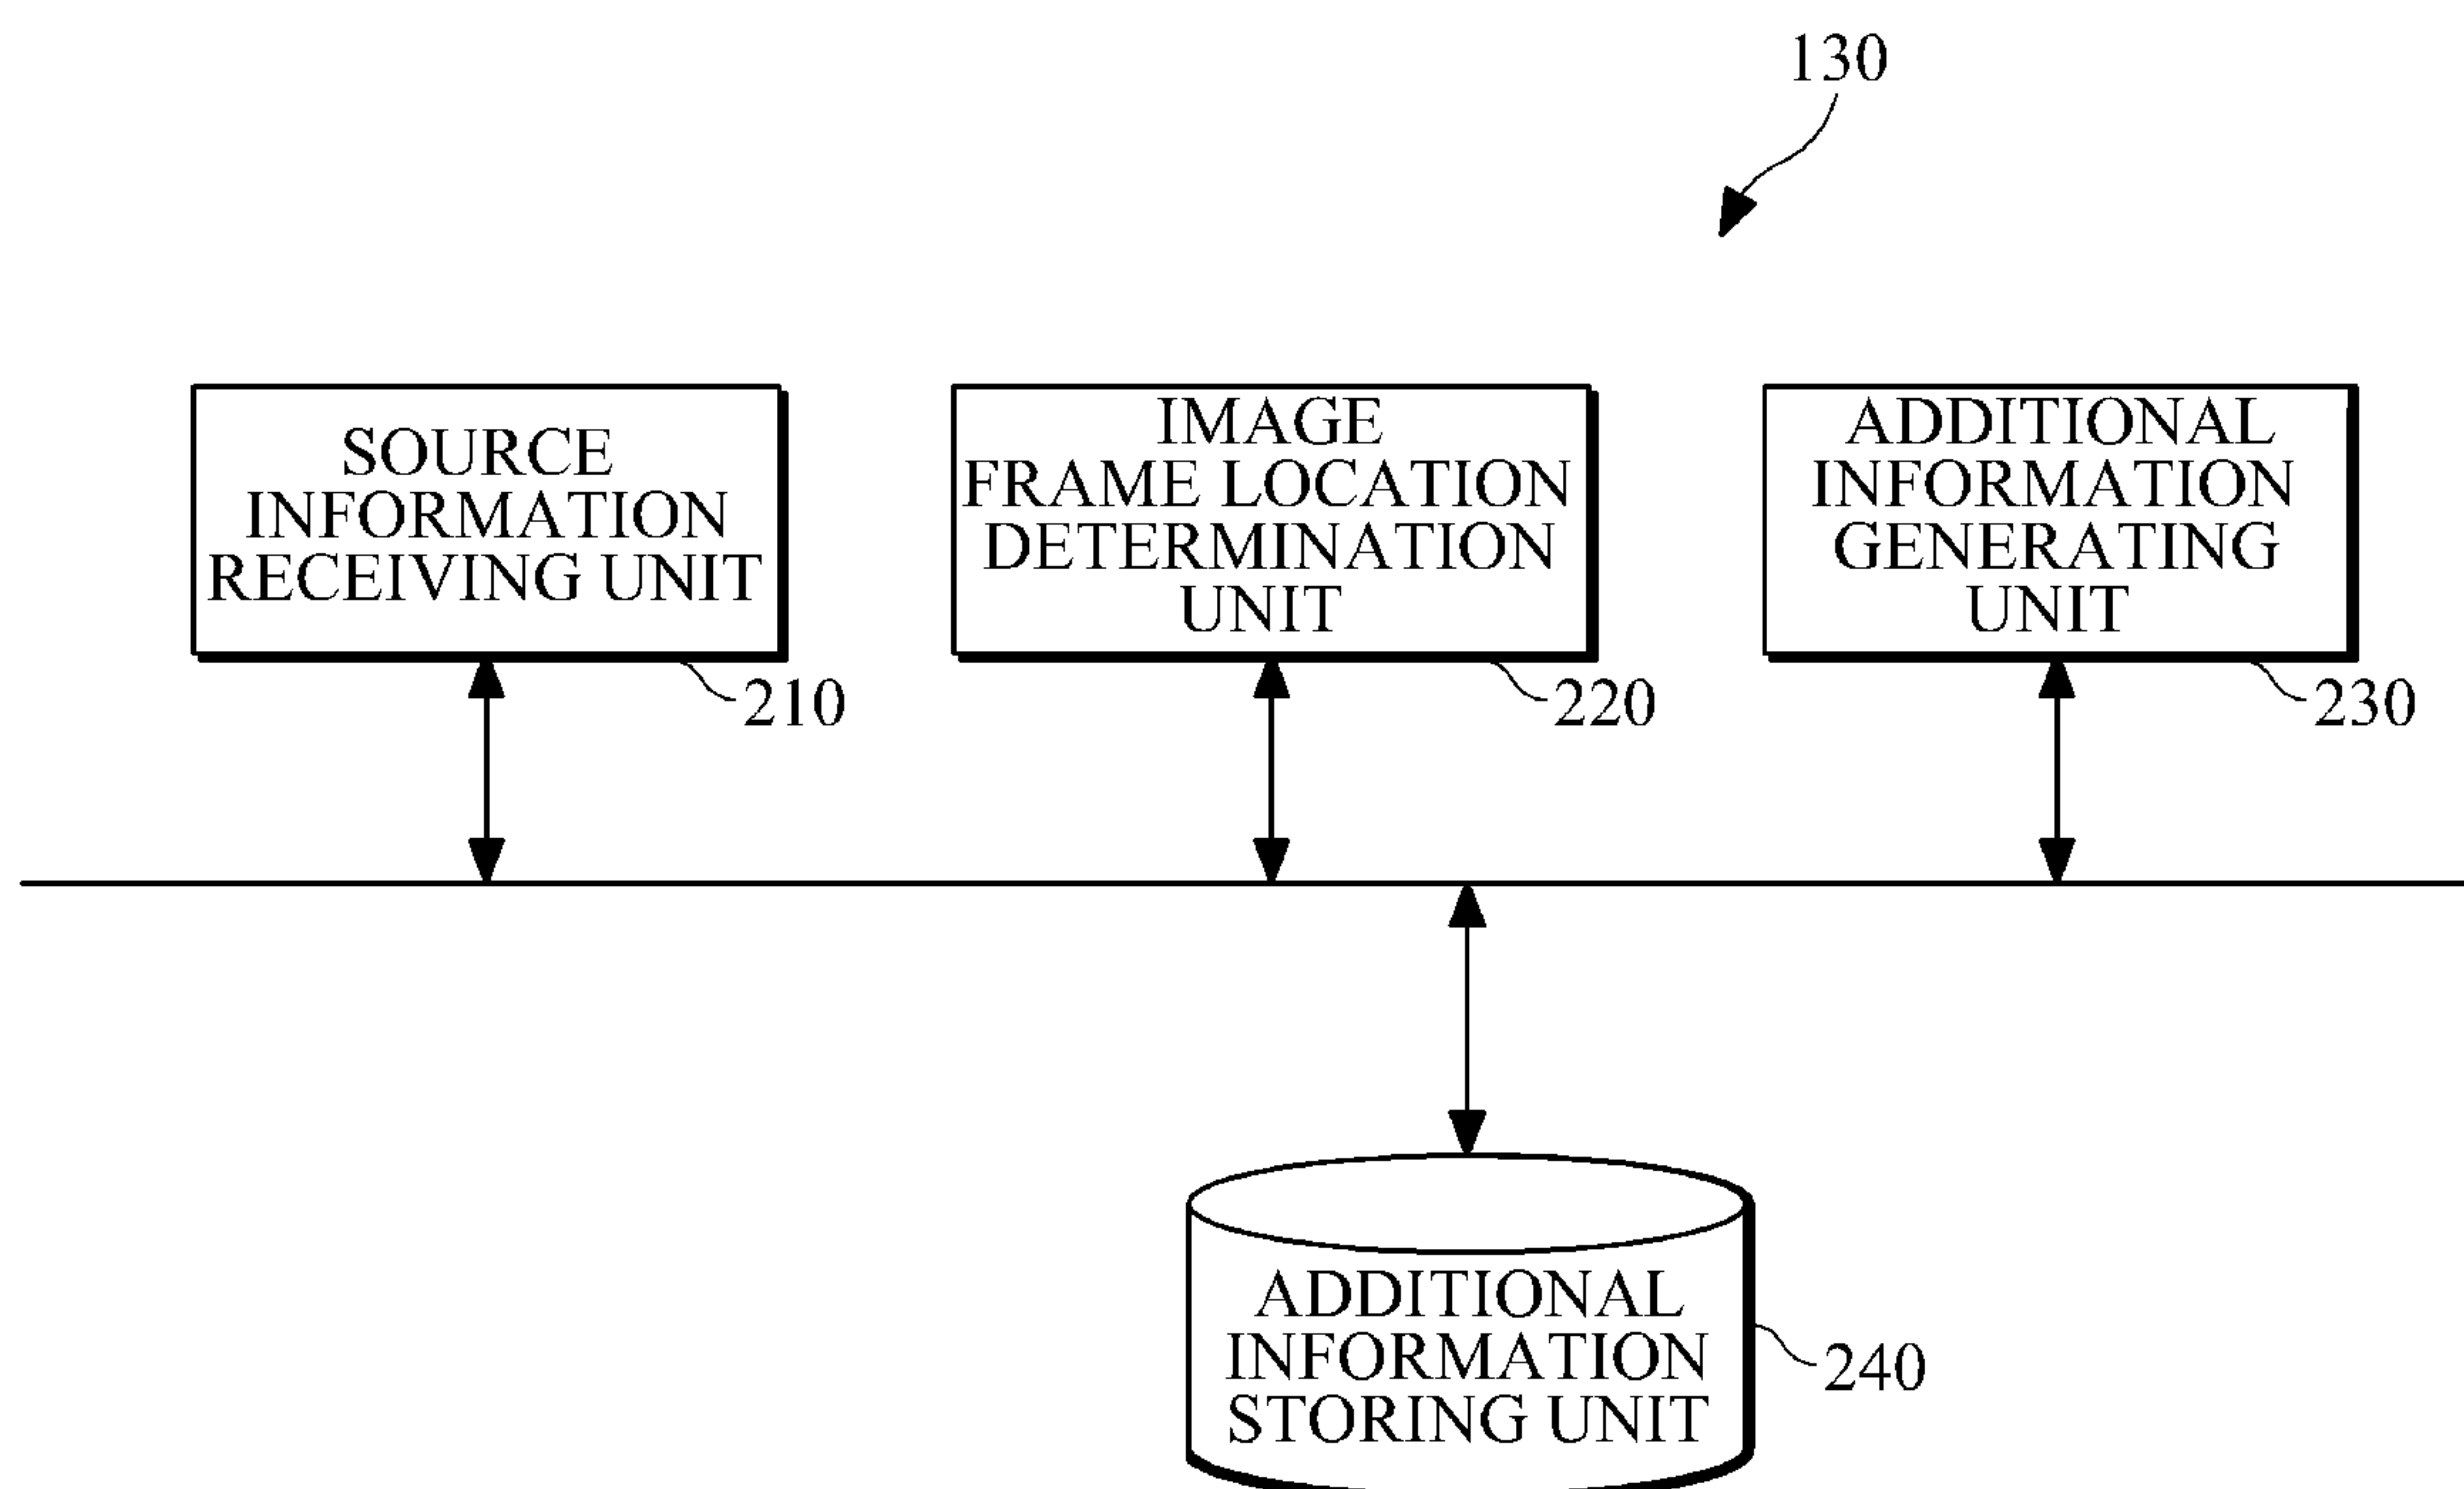 130
SOURCE
INFORMATION
RECEIVING UNIT
210
IMAGE
FRAME LOCATION
DETERMINATION
UNIT
220
ADDITIONAL
INFORMATION
GENERATING
UNIT
230
ADDITIONAL
INFORMATION
STORING UNIT
240